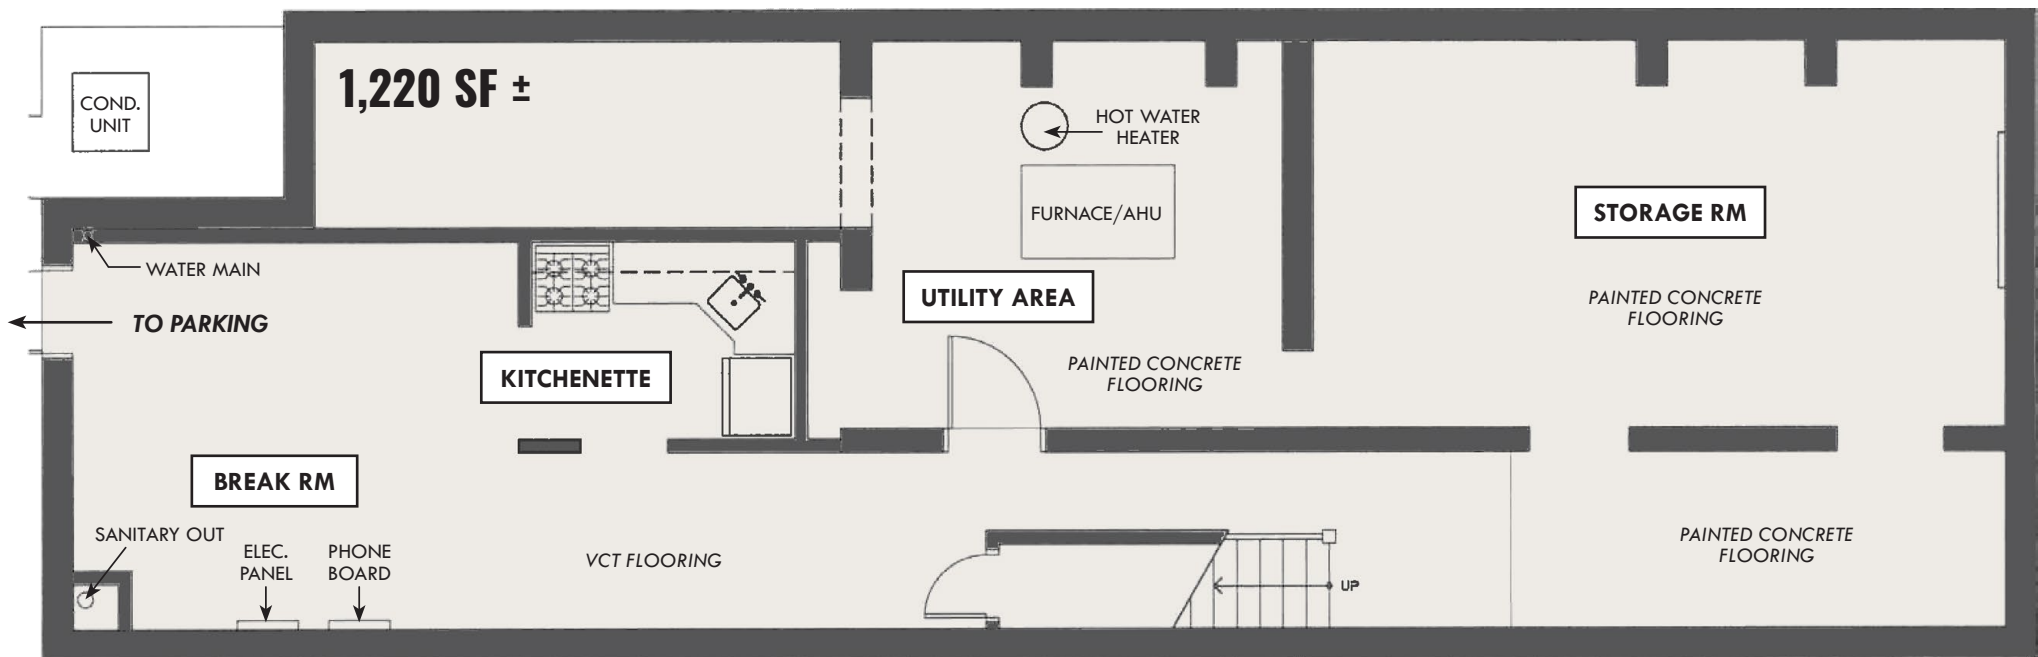 1,220 SF ±
COND.
UNIT
HOT WATER
HEATER
FURNACE/AHU
STORAGE RM
WATER MAIN
UTILITY AREA
PAINTED CONCRETE
FLOORING
TO PARKING
KITCHENETTE
PAINTED CONCRETE
FLOORING
BREAK RM
SANITARY OUT
ELEC.
PANEL
PHONE
BOARD
VCT FLOORING
UP
PAINTED CONCRETE
FLOORING